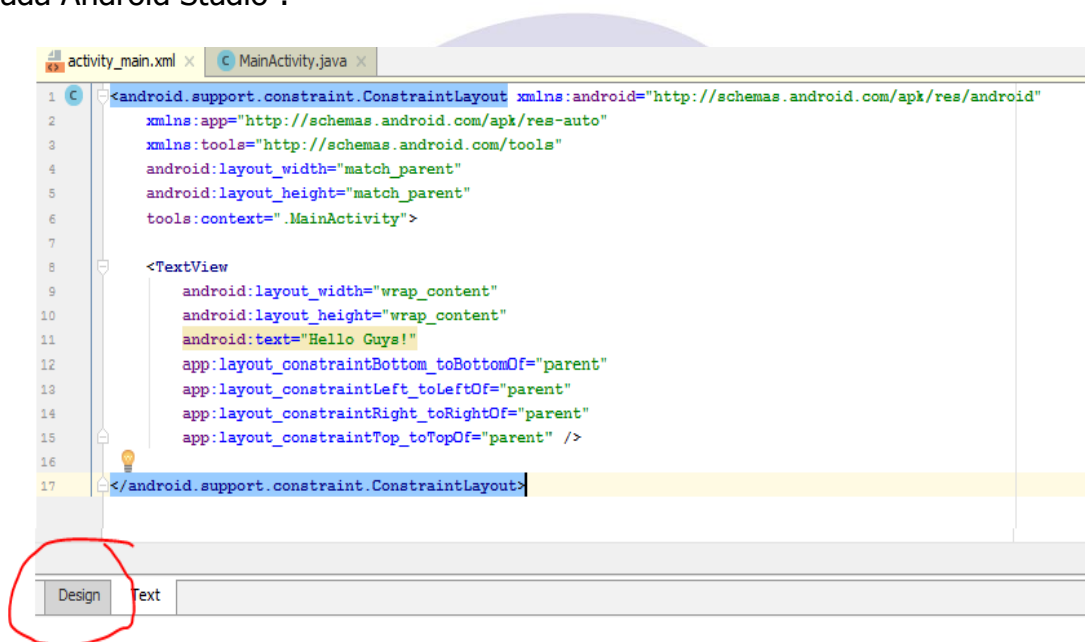 pada Android Studio :
activity_main.xml
C MainActivity.java
1 C <android.support.constraint.ConstraintLayout xmlns:android="http://schemas.android.com/apk/res/android"
2 xmlns:app="http://schemas.android.com/apk/res-auto"
3 xmlns:tools="http://schemas.android.com/tools"
4 android:layout_width="match_parent"
5 android:layout_height="match_parent"
6 tools:context=".MainActivity">
7
8 <TextView
9 android:layout_width="wrap_content"
10 android:layout_height="wrap_content"
11 android:text="Hello Guys!"
12 app:layout_constraintBottom_toBottomOf="parent"
13 app:layout_constraintLeft_toLeftOf="parent"
14 app:layout_constraintRight_toRightOf="parent"
15 app:layout_constraintTop_toTopOf="parent" />
16
17 </android.support.constraint.ConstraintLayout>
Design Text